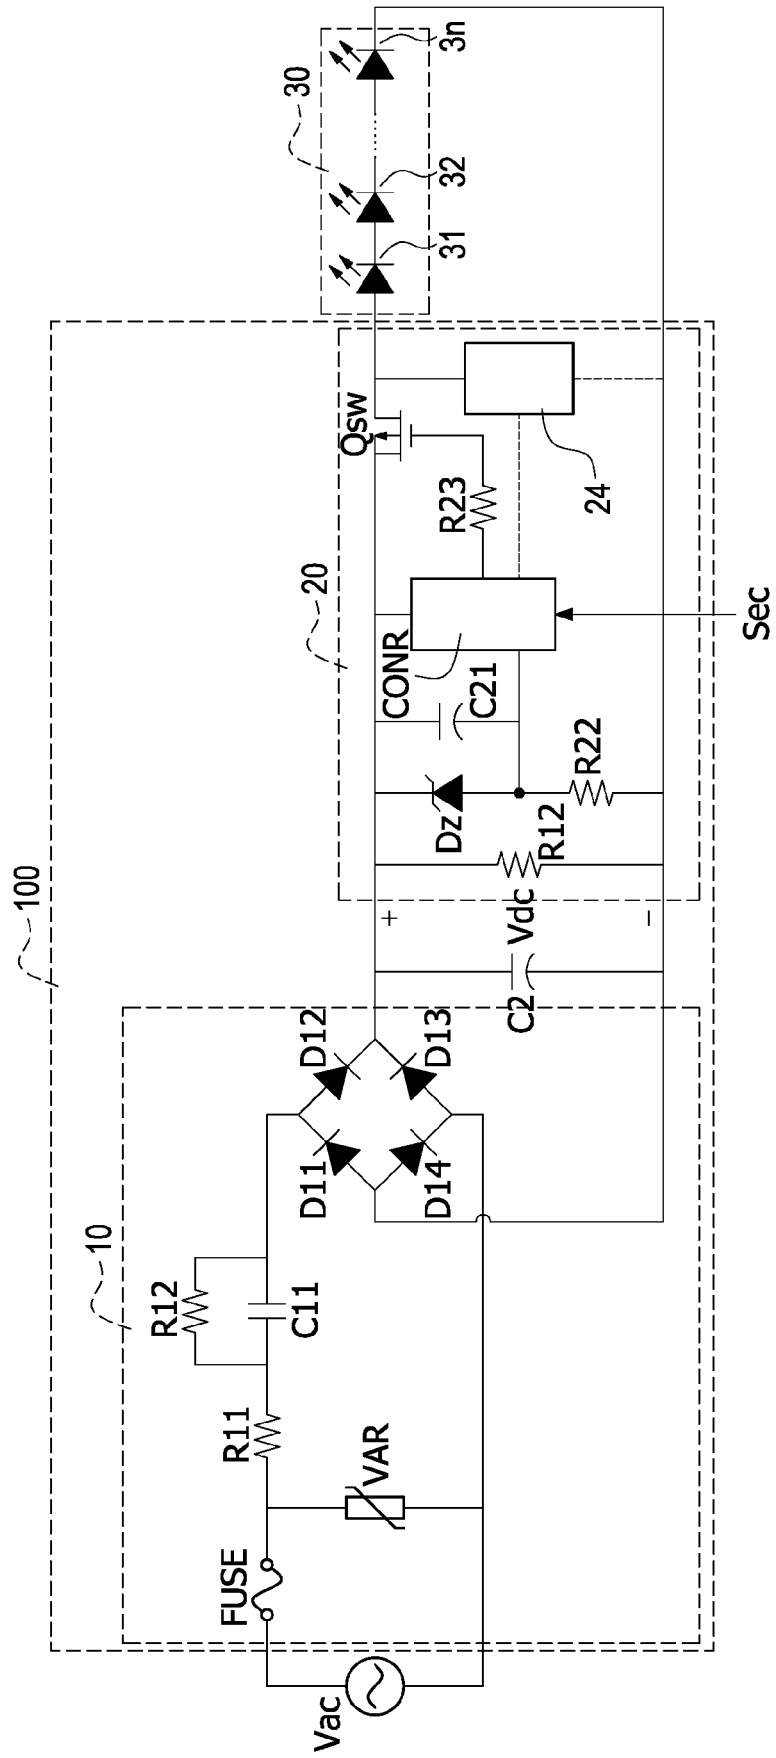 100
10
20
30
Vac
FUSE
VAR
R11
R12
C11
D11
D12
D14
D13
C2
+
Vdc
−
R12
Dz
R22
C21
CONR
Sec
R23
Qsw
24
31
32
3n